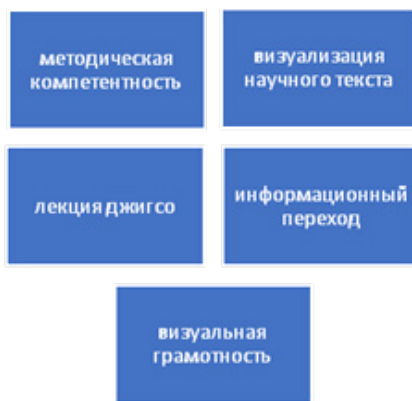 методическая
компетентность
визуализация
научного текста
лекция джигсо
информационный
переход
визуальная
грамотность